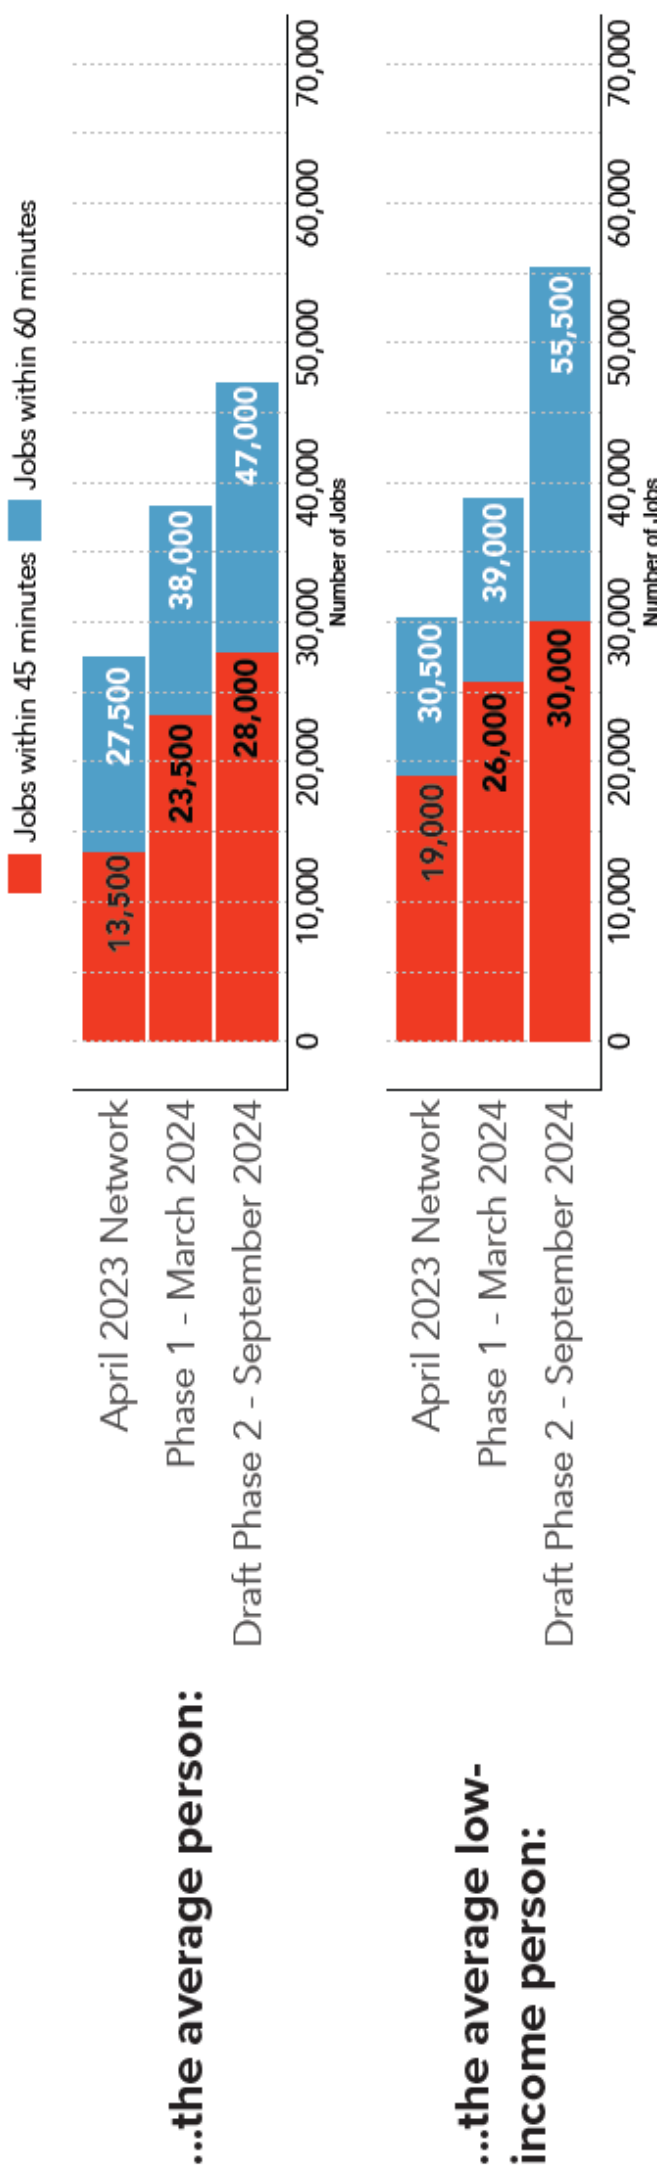 Jobs within 45 minutes
Jobs within 60 minutes
...the average person:
April 2023 Network
13,500
27,500
Phase 1 - March 2024
23,500
38,000
Draft Phase 2 - September 2024
28,000
47,000
0
10,000
20,000
30,000
40,000
50,000
60,000
70,000
Number of Jobs
...the average low-
income person:
April 2023 Network
19,000
30,500
Phase 1 - March 2024
26,000
39,000
Draft Phase 2 - September 2024
30,000
55,500
0
10,000
20,000
30,000
40,000
50,000
60,000
70,000
Number of Jobs